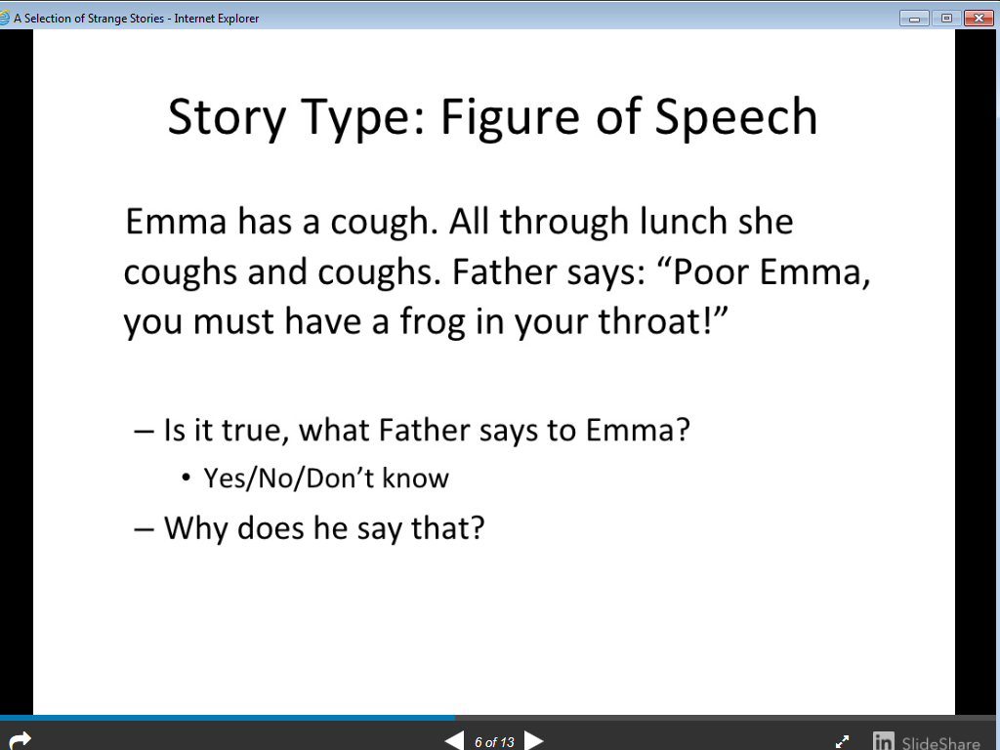 A Selection of Strange Stories - Internet Explorer
Story Type: Figure of Speech
Emma has a cough. All through lunch she
coughs and coughs. Father says: “Poor Emma,
you must have a frog in your throat!”
– Is it true, what Father says to Emma?
• Yes/No/Don’t know
– Why does he say that?
6 of 13
in SlideShare